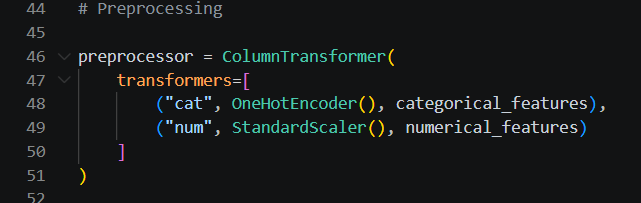 44 # Preprocessing
45
46 preprocessor = ColumnTransformer(
47     transformers=[
48         ("cat", OneHotEncoder(), categorical_features),
49         ("num", StandardScaler(), numerical_features)
50     ]
51 )
52